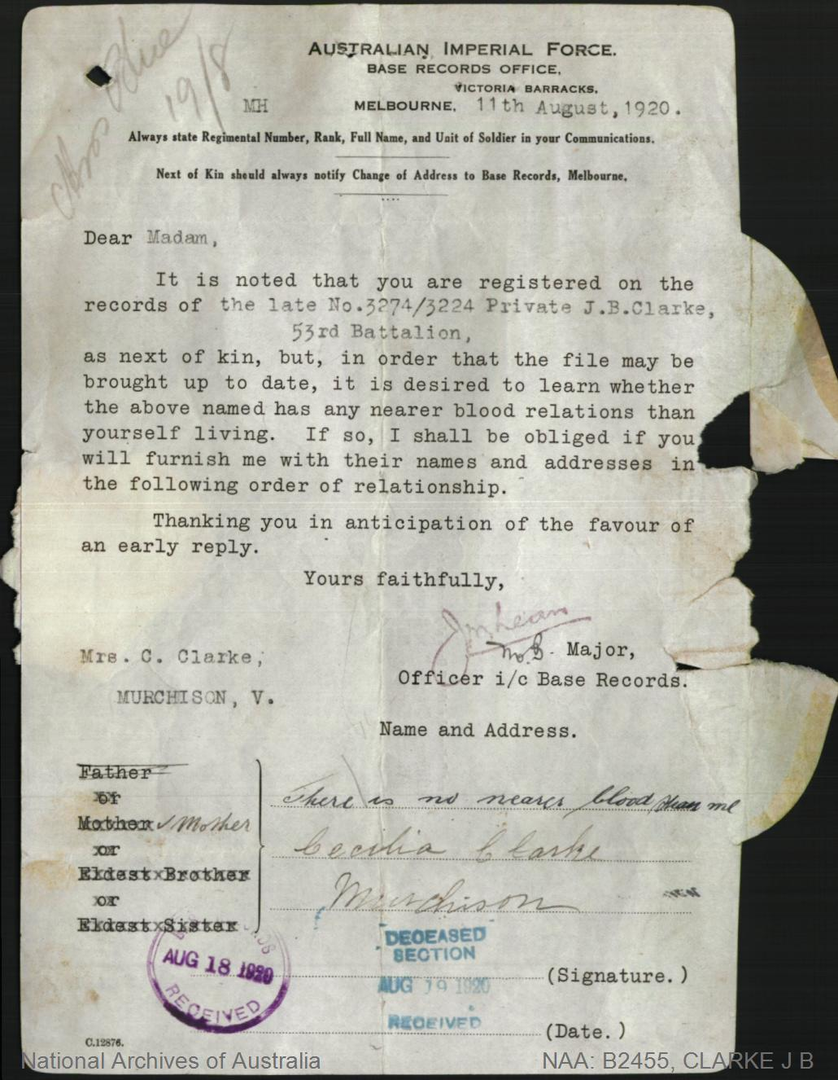 19/8
AUSTRALIAN IMPERIAL FORCE.
BASE RECORDS OFFICE,
VICTORIA BARRACKS,
MH
MELBOURNE, 11th August, 1920.
Always state Regimental Number, Rank, Full Name, and Unit of Soldier in your Communications.
Next of Kin should always notify Change of Address to Base Records, Melbourne.
Dear Madam,
It is noted that you are registered on the
records of the late No.3274/3224 Private J.B.Clarke,
53rd Battalion,
as next of kin, but, in order that the file may be
brought up to date, it is desired to learn whether
the above named has any nearer blood relations than
yourself living. If so, I shall be obliged if you
will furnish me with their names and addresses in
the following order of relationship.
Thanking you in anticipation of the favour of
an early reply.
Yours faithfully,
JMLean
Major,
Officer i/c Base Records.
Mrs. C. Clarke,
MURCHISON, V.
Name and Address.
Father
or
Mother Mother
or
Eldest Brother
or
Eldest Sister
There is no nearer blood than me
Cecilia Clarke
Murchison
AUG 18 1920
RECEIVED
DECEASED
SECTION
AUG 19 1920
RECEIVED
(Signature.)
(Date.)
C.12876.
National Archives of Australia
NAA: B2455, CLARKE J B